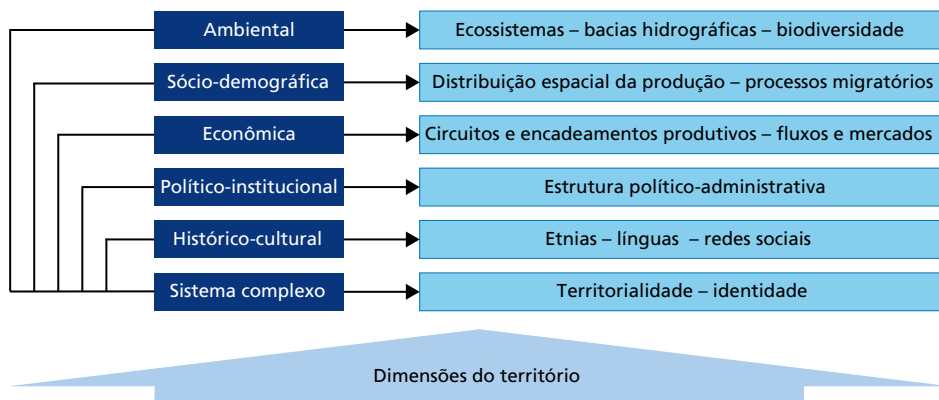 Ambiental
Ecossistemas – bacias hidrográficas – biodiversidade
Sócio-demográfica
Distribuição espacial da produção – processos migratórios
Econômica
Circuitos e encadeamentos produtivos – fluxos e mercados
Político-institucional
Estrutura político-administrativa
Histórico-cultural
Etnias – línguas – redes sociais
Sistema complexo
Territorialidade – identidade
Dimensões do território